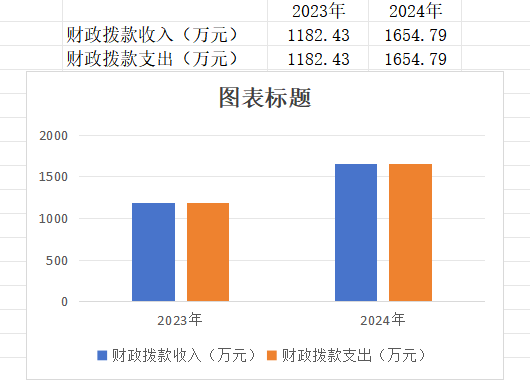 2023年 2024年
财政拨款收入（万元） 1182.43 1654.79
财政拨款支出（万元） 1182.43 1654.79
图表标题
2000
1500
1000
500
0
2023年 2024年
财政拨款收入（万元） 财政拨款支出（万元）